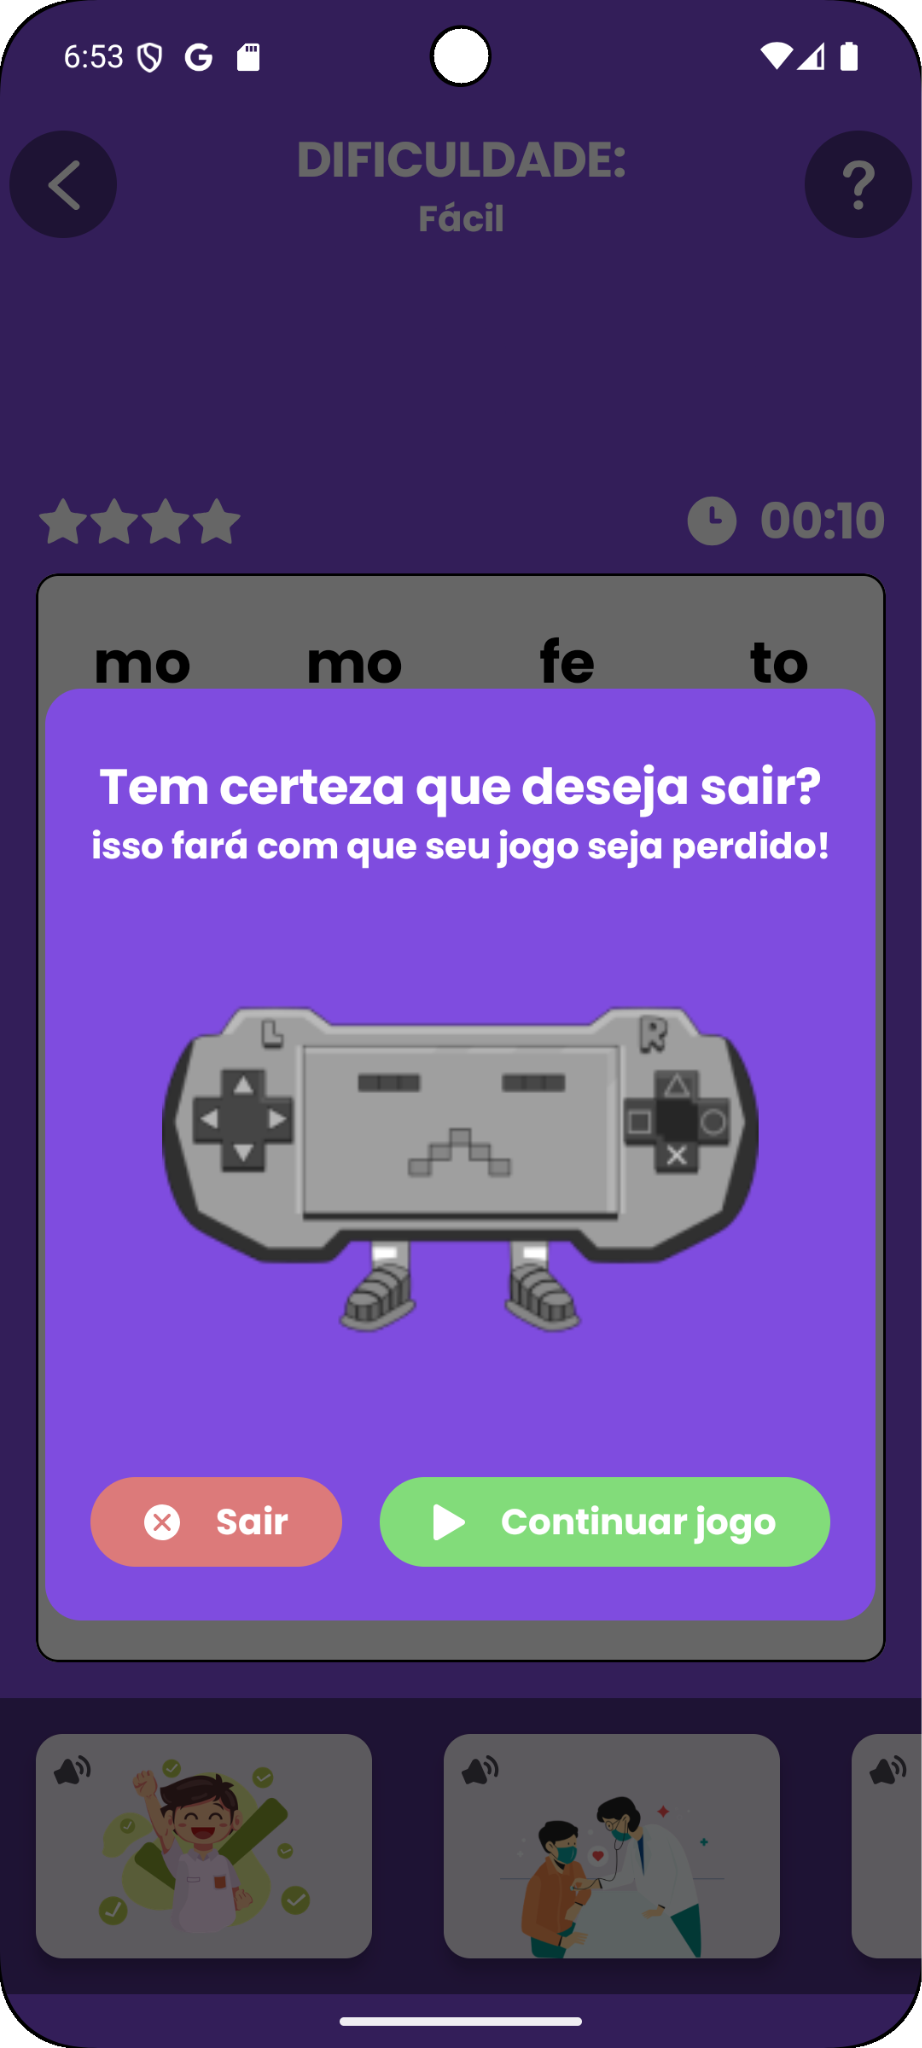 6:53
DIFICULDADE:
Fácil
00:10
mo mo fe to
Tem certeza que deseja sair?
isso fará com que seu jogo seja perdido!
L R
Sair
Continuar jogo